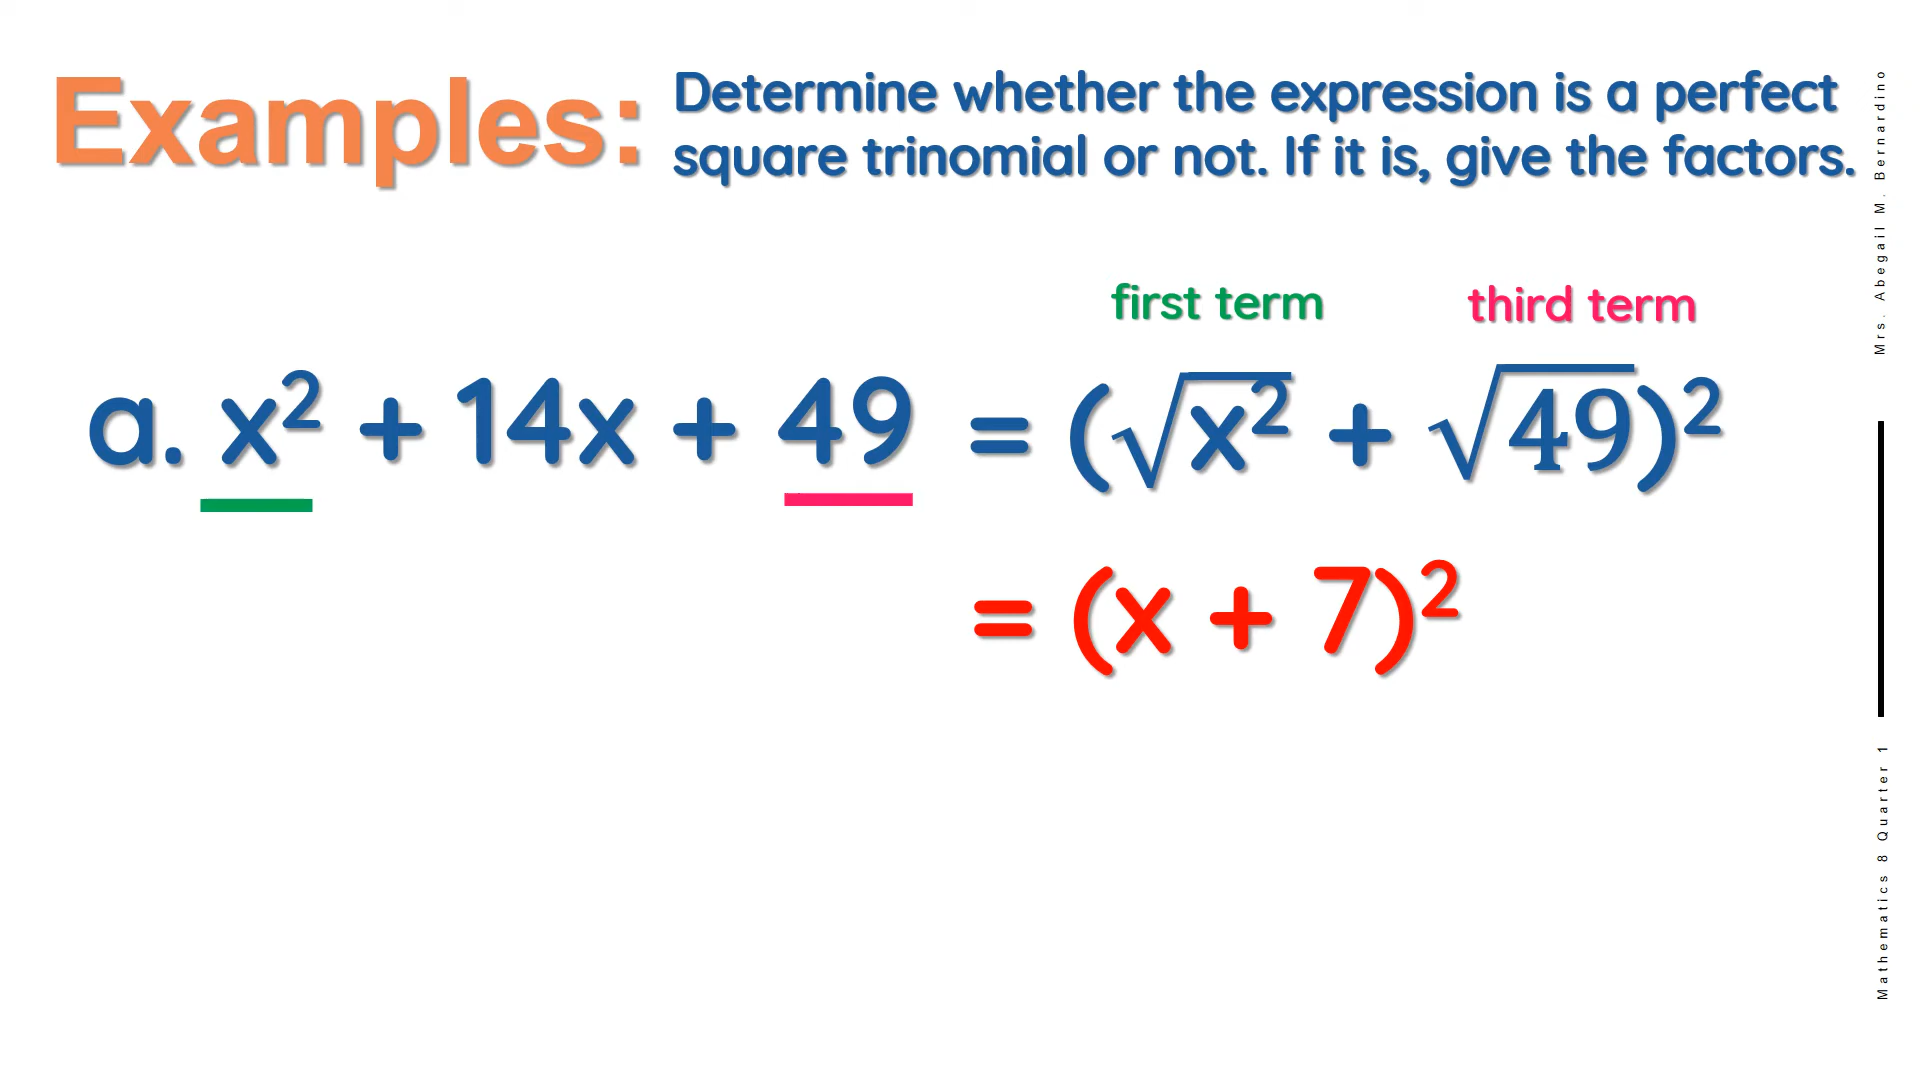 Examples:
Determine whether the expression is a perfect
square trinomial or not. If it is, give the factors.
first term
third term
a. x² + 14x + 49 = (√x² + √49)²
= (x + 7)²
Mrs. Abegail M. Bernardino
Mathematics 8 Quarter 1